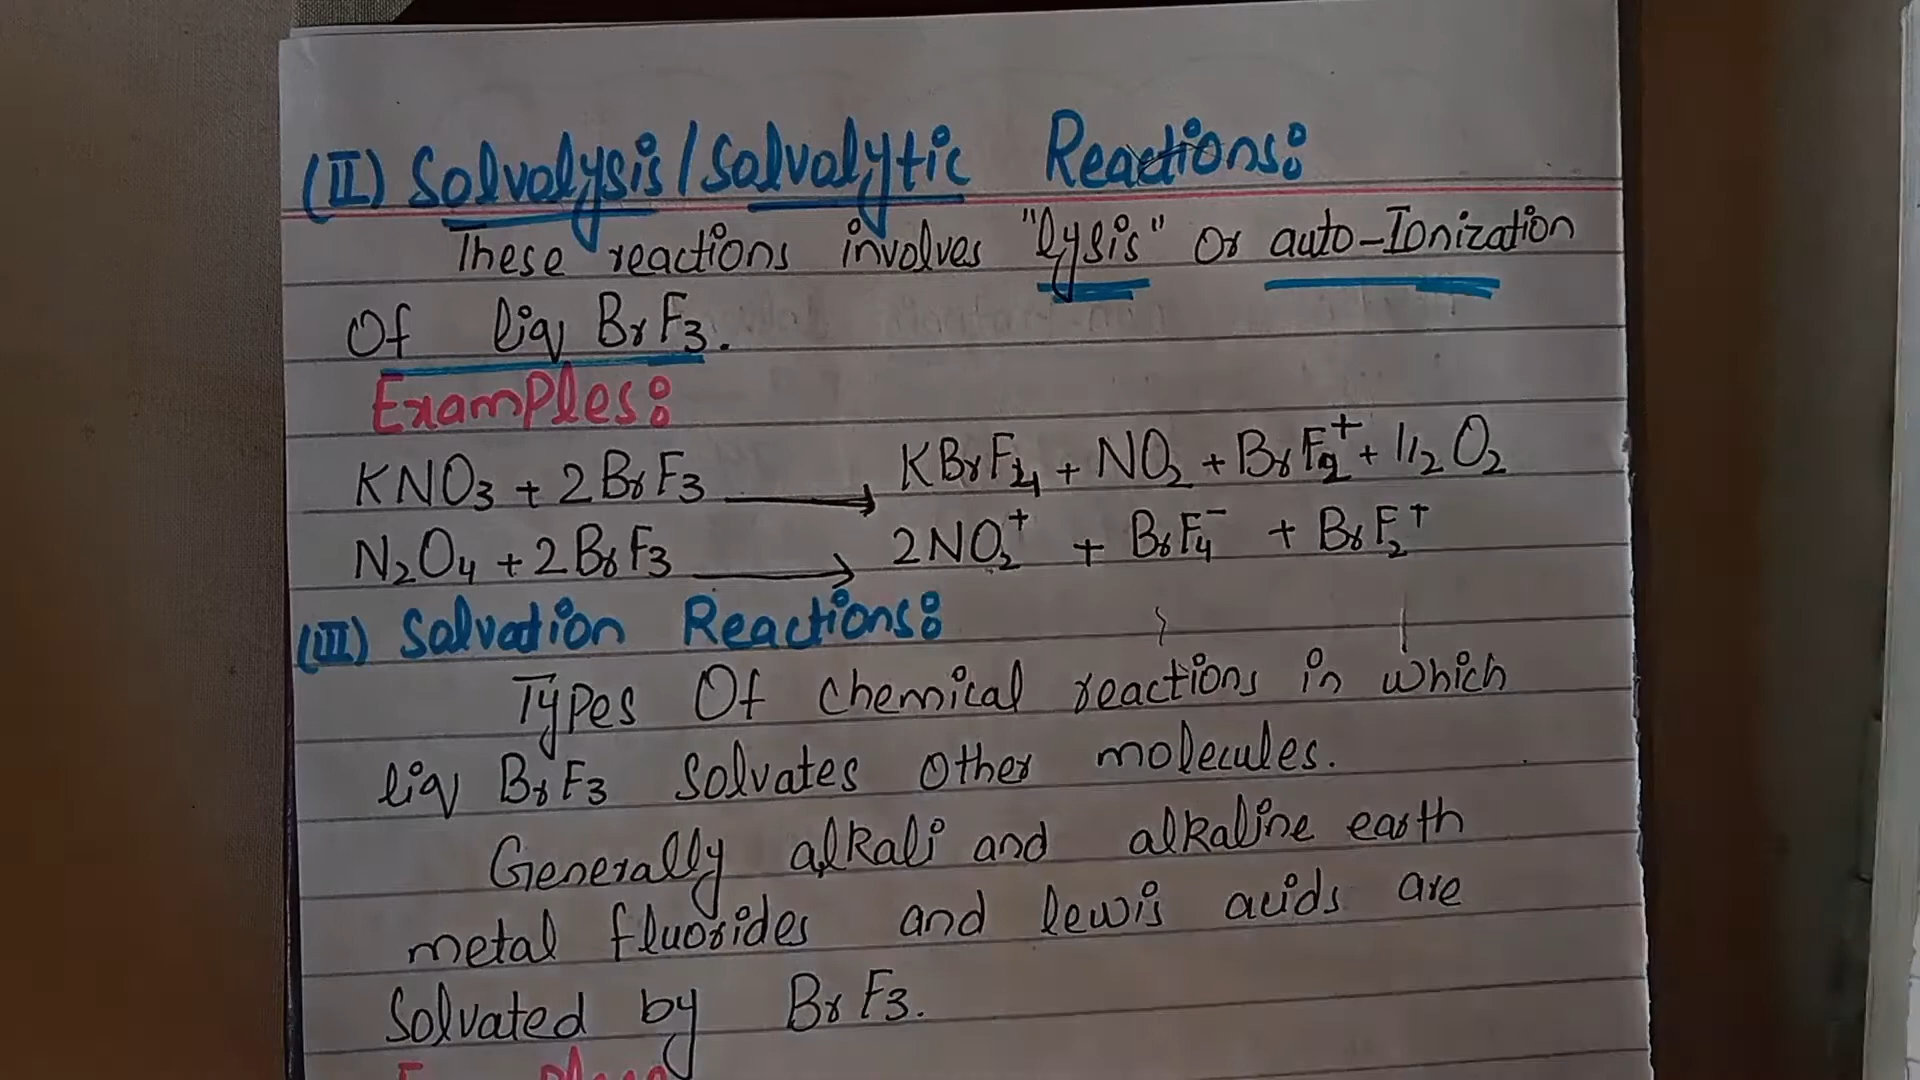 (II) Solvolysis/Solvolytic Reactions:
These reactions involves "lysis" Or auto-Ionization
Of liq BrF3.
Examples:
KNO3 + 2BrF3 → KBrF4 + NO2 + BrF2+ + 1/2 O2
N2O4 + 2BrF3 → 2NO2+ + BrF4- + BrF2+
(III) Solvation Reactions:
Types Of Chemical reactions in which
liq BrF3 Solvates Other molecules.
Generally alkali and alkaline earth
metal fluorides and lewis acids are
Solvated by BrF3.